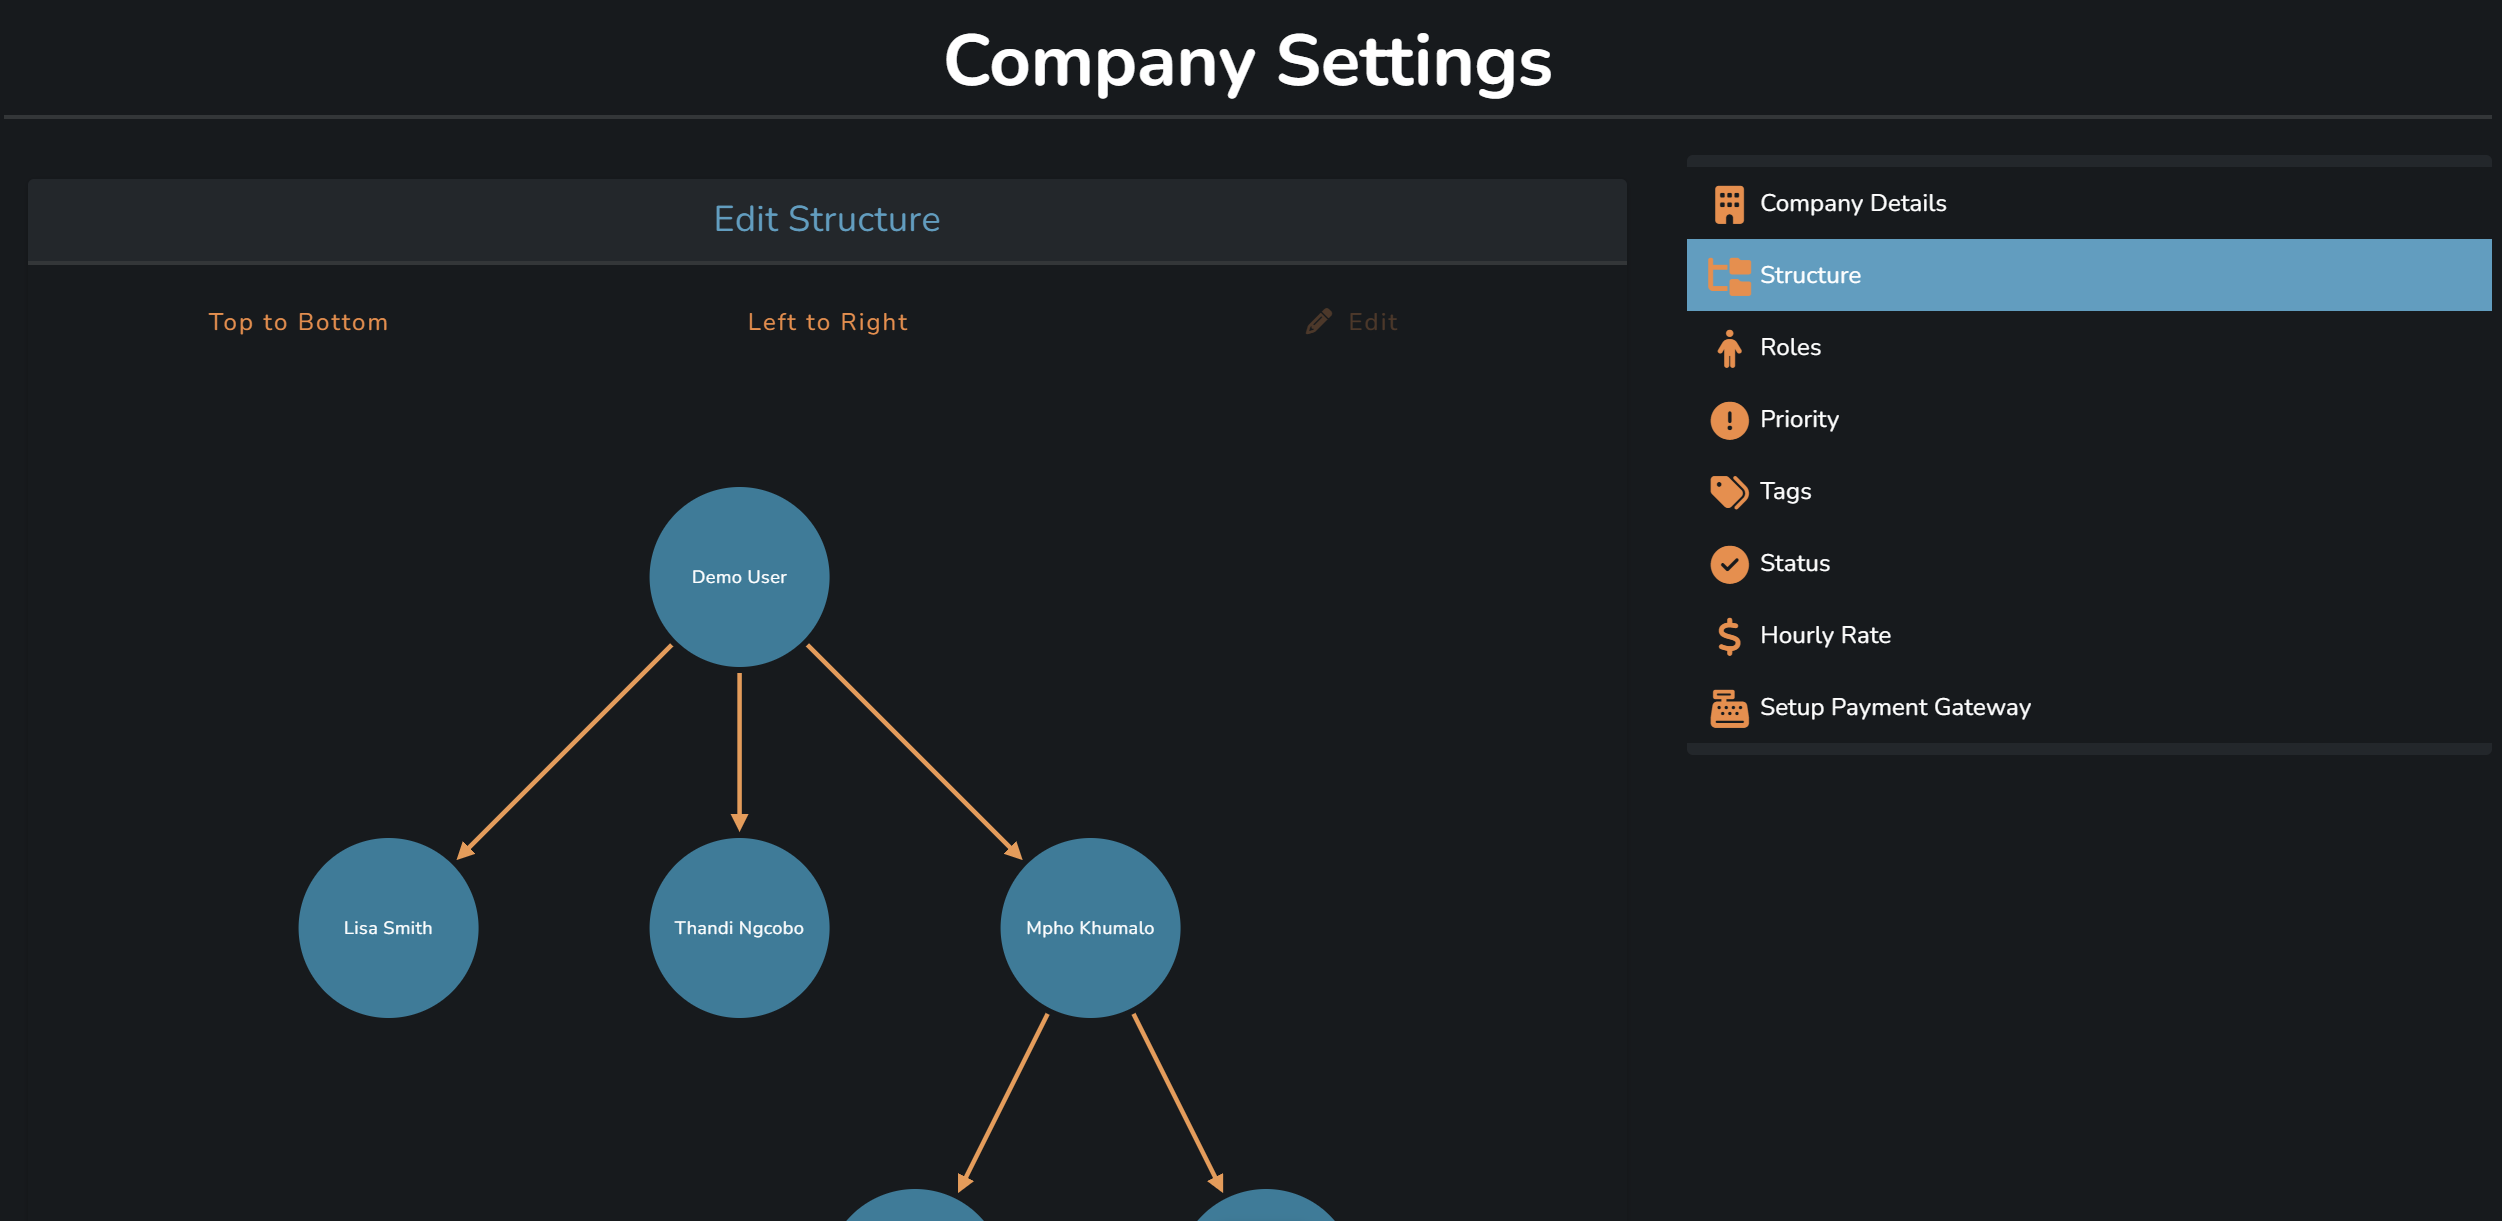 Company Settings
Edit Structure
Top to Bottom
Left to Right
Edit
Demo User
Lisa Smith
Thandi Ngcobo
Mpho Khumalo
Company Details
Structure
Roles
Priority
Tags
Status
Hourly Rate
Setup Payment Gateway